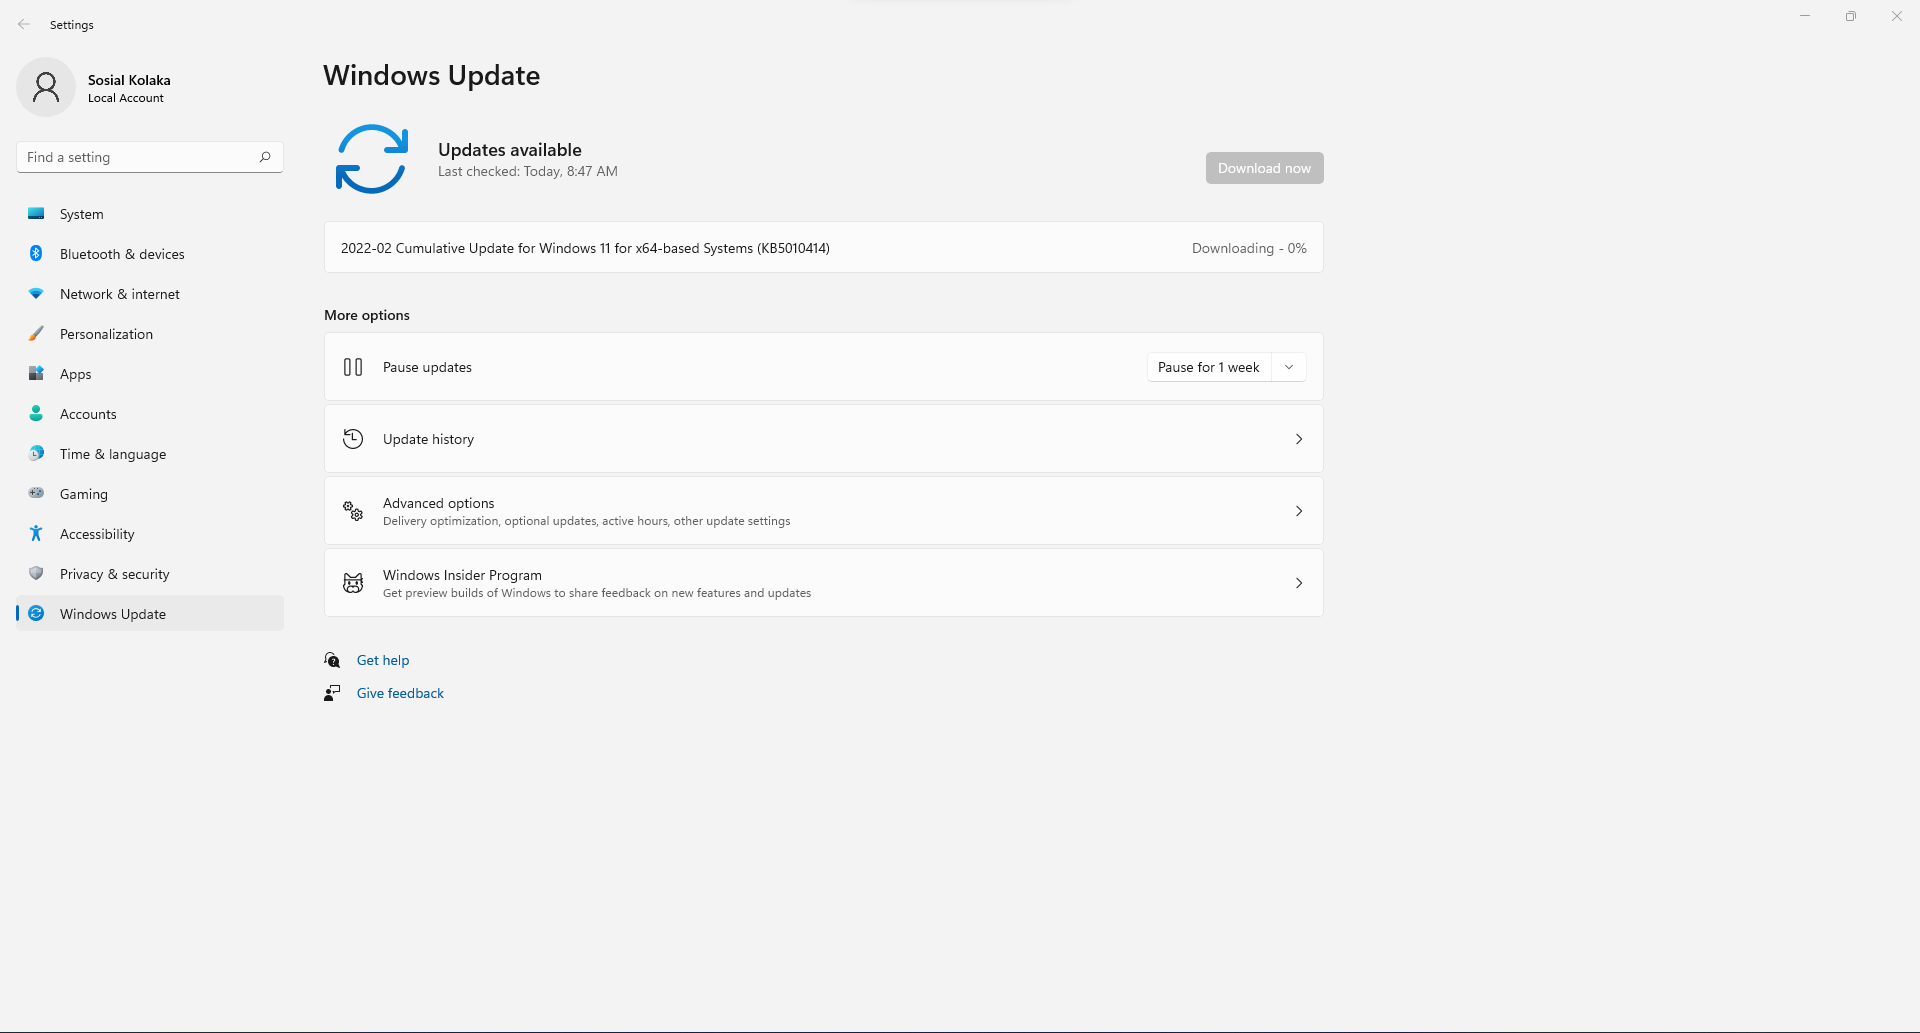 Settings
Sosial Kolaka
Local Account
Find a setting
System
Bluetooth & devices
Network & internet
Personalization
Apps
Accounts
Time & language
Gaming
Accessibility
Privacy & security
Windows Update
Windows Update
Updates available
Last checked: Today, 8:47 AM
Download now
2022-02 Cumulative Update for Windows 11 for x64-based Systems (KB5010414)
Downloading - 0%
More options
Pause updates
Pause for 1 week
Update history
Advanced options
Delivery optimization, optional updates, active hours, other update settings
Windows Insider Program
Get preview builds of Windows to share feedback on new features and updates
Get help
Give feedback